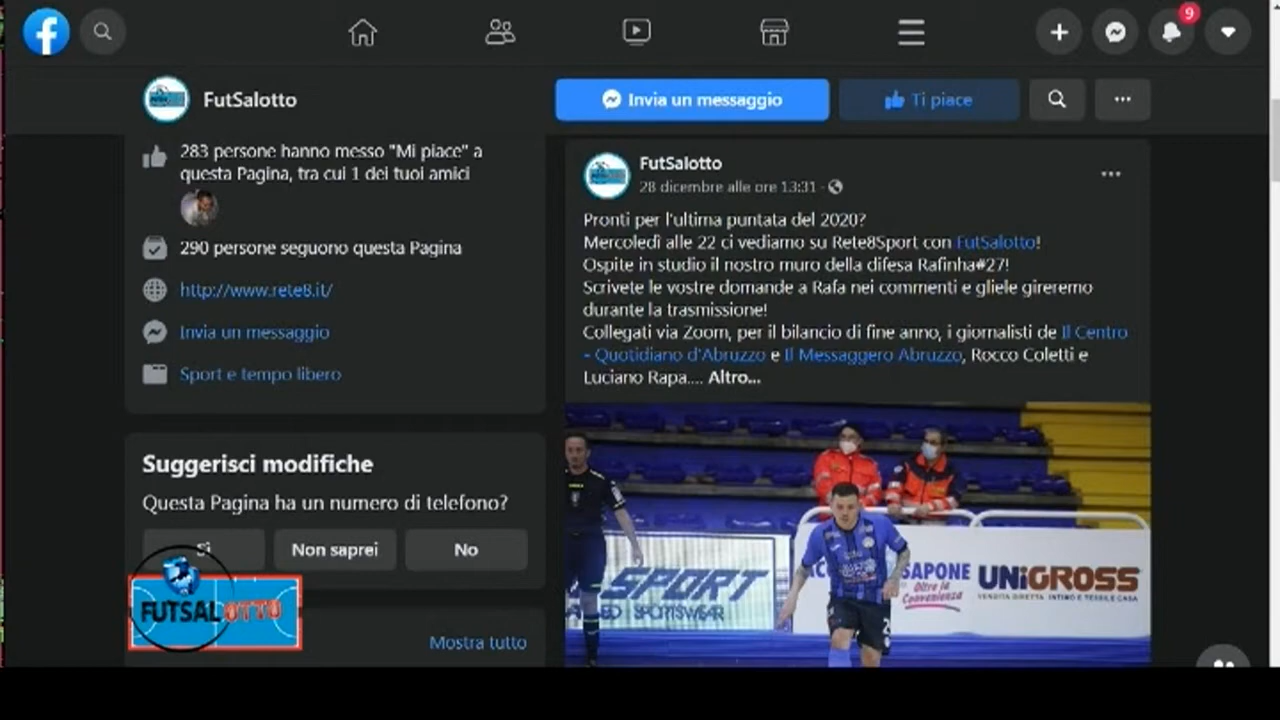 9
FutSalotto
Invia un messaggio
Ti piace
283 persone hanno messo "Mi piace" a
questa Pagina, tra cui 1 dei tuoi amici
290 persone seguono questa Pagina
http://www.rete8.it/
Invia un messaggio
Sport e tempo libero
Suggerisci modifiche
Questa Pagina ha un numero di telefono?
Sì
Non saprei
No
Mostra tutto
FUTSALOTTO
FutSalotto
28 dicembre alle ore 13:31
Pronti per l'ultima puntata del 2020?
Mercoledì alle 22 ci vediamo su Rete8Sport con FutSalotto!
Ospite in studio il nostro muro della difesa Rafinha#27!
Scrivete le vostre domande a Rafa nei commenti e gliele gireremo
durante la trasmissione!
Collegati via Zoom, per il bilancio di fine anno, i giornalisti de Il Centro
- Quotidiano d'Abruzzo e Il Messaggero Abruzzo, Rocco Coletti e
Luciano Rapa.... Altro...
SPORT
SPORTSWEAR
SAPONE
Oltre la
Convenienza
UNIGROSS
VENDITA DIRETTA INTIMO E TESSILE CASA